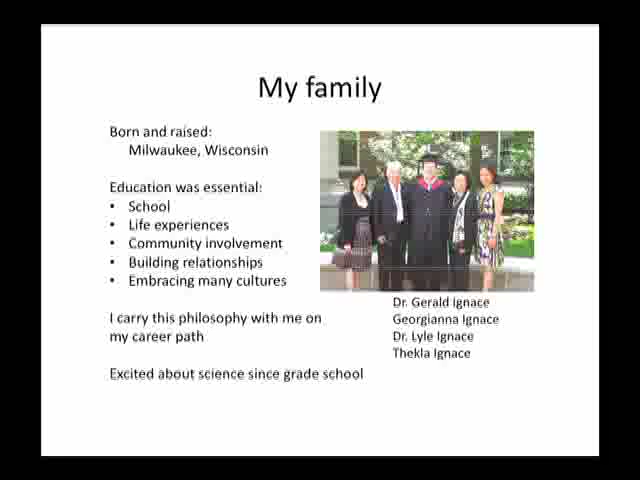 My family
Born and raised:
Milwaukee, Wisconsin
Education was essential:
• School
• Life experiences
• Community involvement
• Building relationships
• Embracing many cultures
I carry this philosophy with me on
my career path
Excited about science since grade school
Dr. Gerald Ignace
Georgianna Ignace
Dr. Lyle Ignace
Thekla Ignace